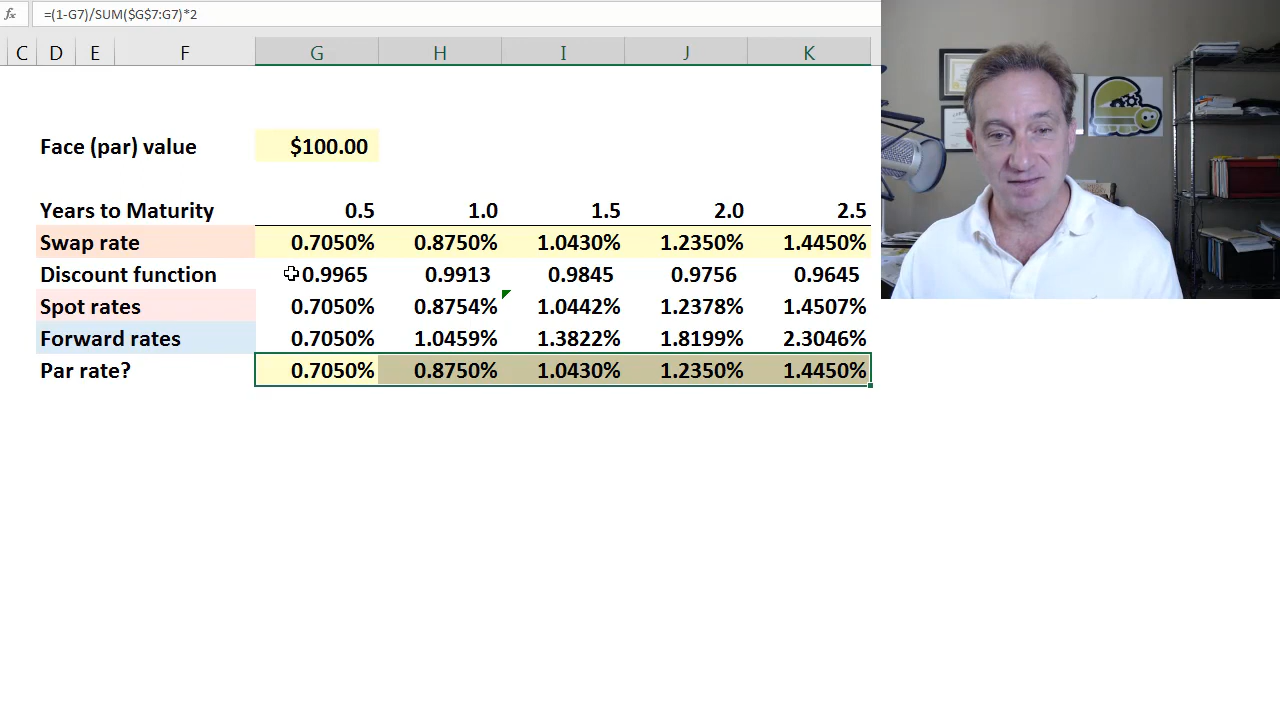 fx =(1-G7)/SUM($G$7:G7)*2
C D E F G H I J K
Face (par) value $100.00
Years to Maturity 0.5 1.0 1.5 2.0 2.5
Swap rate 0.7050% 0.8750% 1.0430% 1.2350% 1.4450%
Discount function 0.9965 0.9913 0.9845 0.9756 0.9645
Spot rates 0.7050% 0.8754% 1.0442% 1.2378% 1.4507%
Forward rates 0.7050% 1.0459% 1.3822% 1.8199% 2.3046%
Par rate? 0.7050% 0.8750% 1.0430% 1.2350% 1.4450%